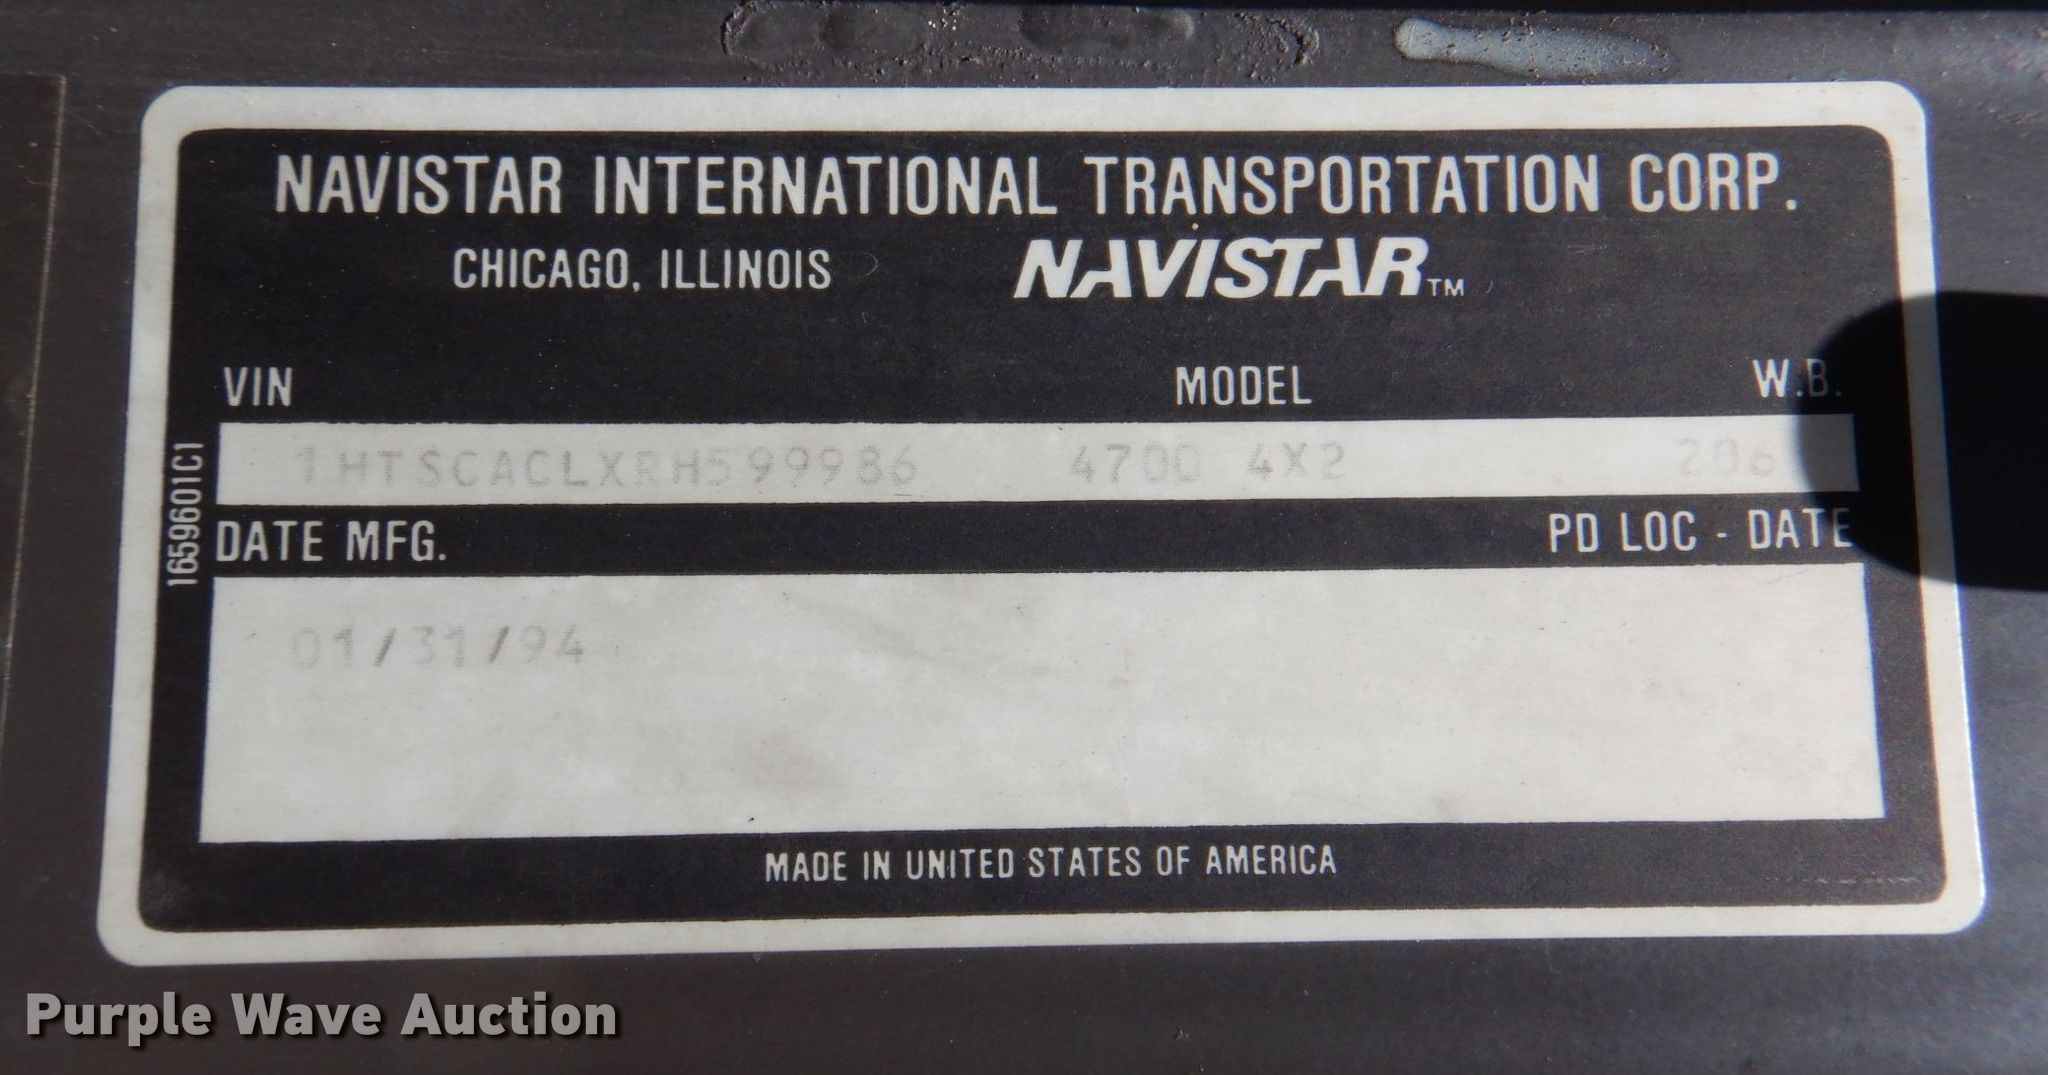 NAVISTAR INTERNATIONAL TRANSPORTATION CORP.
CHICAGO, ILLINOIS NAVISTAR™
VIN MODEL W.B.
1HTSCACLXRH599986 4700 4X2 206
DATE MFG. PD LOC - DATE
01/31/94
1659601C1
MADE IN UNITED STATES OF AMERICA
Purple Wave Auction